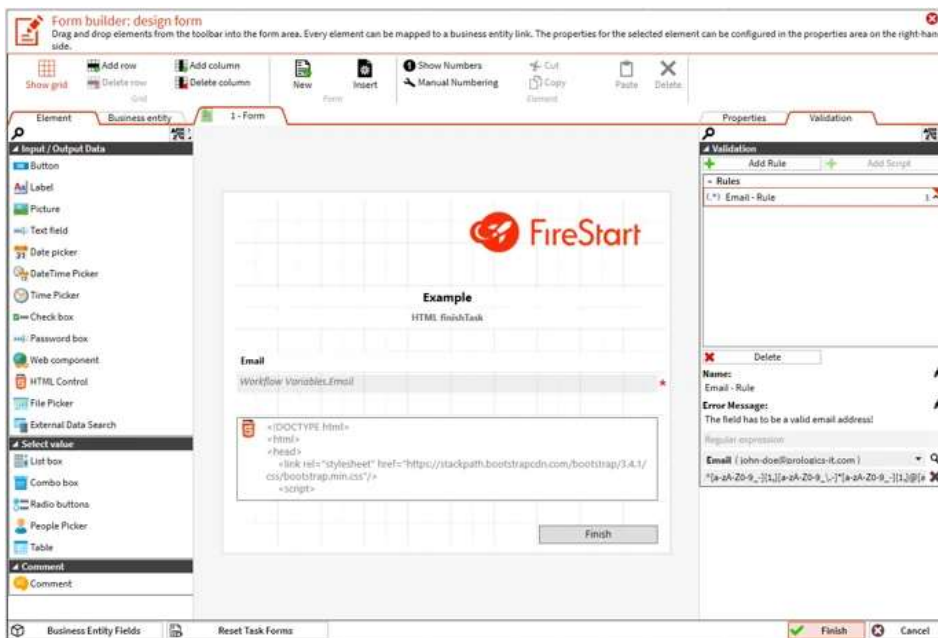 Form builder: design form
Drag and drop elements from the toolbar into the form area. Every element can be mapped to a business entity link. The properties for the selected element can be configured in the properties area on the right-hand
side.
Show grid
Add row
Delete row
Add column
Delete column
Grid
New
Insert
Form
Show Numbers
Manual Numbering
Cut
Copy
Paste
Delete
Element
Element
Business entity
1 - Form
Properties
Validation
Input / Output Data
Button
Label
Picture
Text field
Date picker
DateTime Picker
Time Picker
Check box
Password box
Web component
HTML Control
File Picker
External Data Search
Select value
List box
Combo box
Radio buttons
People Picker
Table
Comment
Comment
FireStart
Example
HTML finishTask
Email
Workflow Variables.Email
*
<!DOCTYPE html>
<html>
<head>
<link rel="stylesheet" href="https://stackpath.bootstrapcdn.com/bootstrap/3.4.1/
css/bootstrap.min.css"/>
<script>
Finish
Validation
Add Rule
Add Script
Rules
(.*) Email - Rule
Delete
Name:
Email - Rule
Error Message:
The field has to be a valid email address!
Regular expression
Email ( john-doe@prologics-it.com )
Business Entity Fields
Reset Task Forms
Finish
Cancel